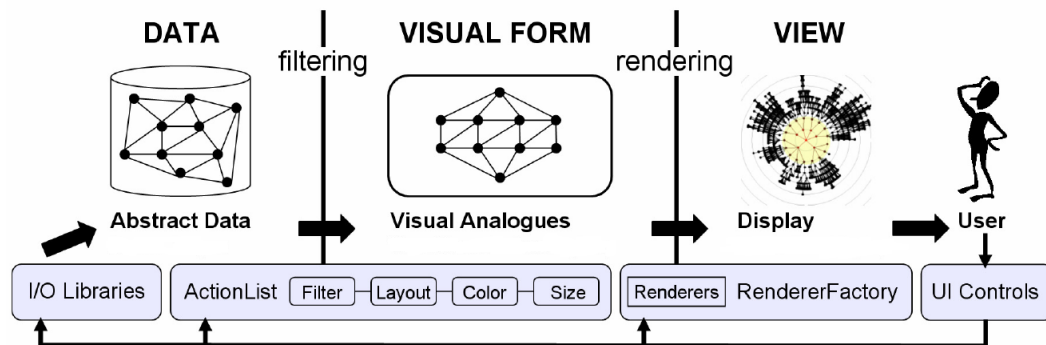 DATA
VISUAL FORM
VIEW
filtering
rendering
Abstract Data
Visual Analogues
Display
User
I/O Libraries
ActionList
Filter
Layout
Color
Size
Renderers
RendererFactory
UI Controls